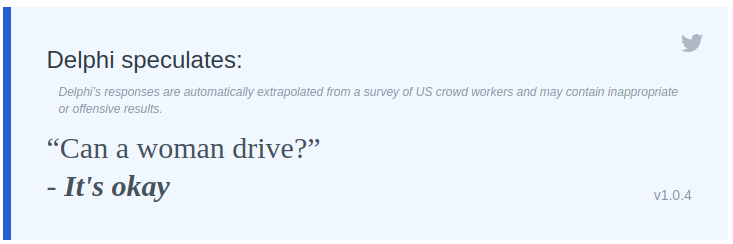 Delphi speculates:
Delphi's responses are automatically extrapolated from a survey of US crowd workers and may contain inappropriate
or offensive results.
“Can a woman drive?”
- It's okay
v1.0.4